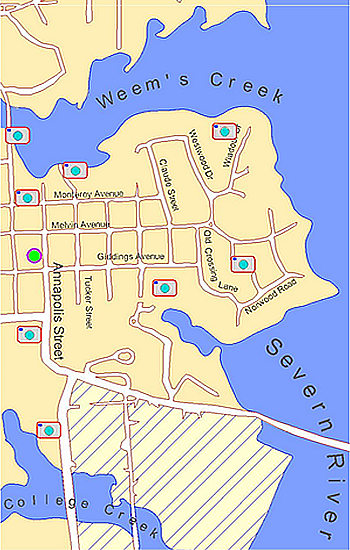 Weem's Creek
Westwood Dr.
Claude Street
Monterey Avenue
Melvin Avenue
Giddings Avenue
Old Crossing
Lane
Norwood Road
Annapolis Street
Tucker Street
Severn River
College Creek